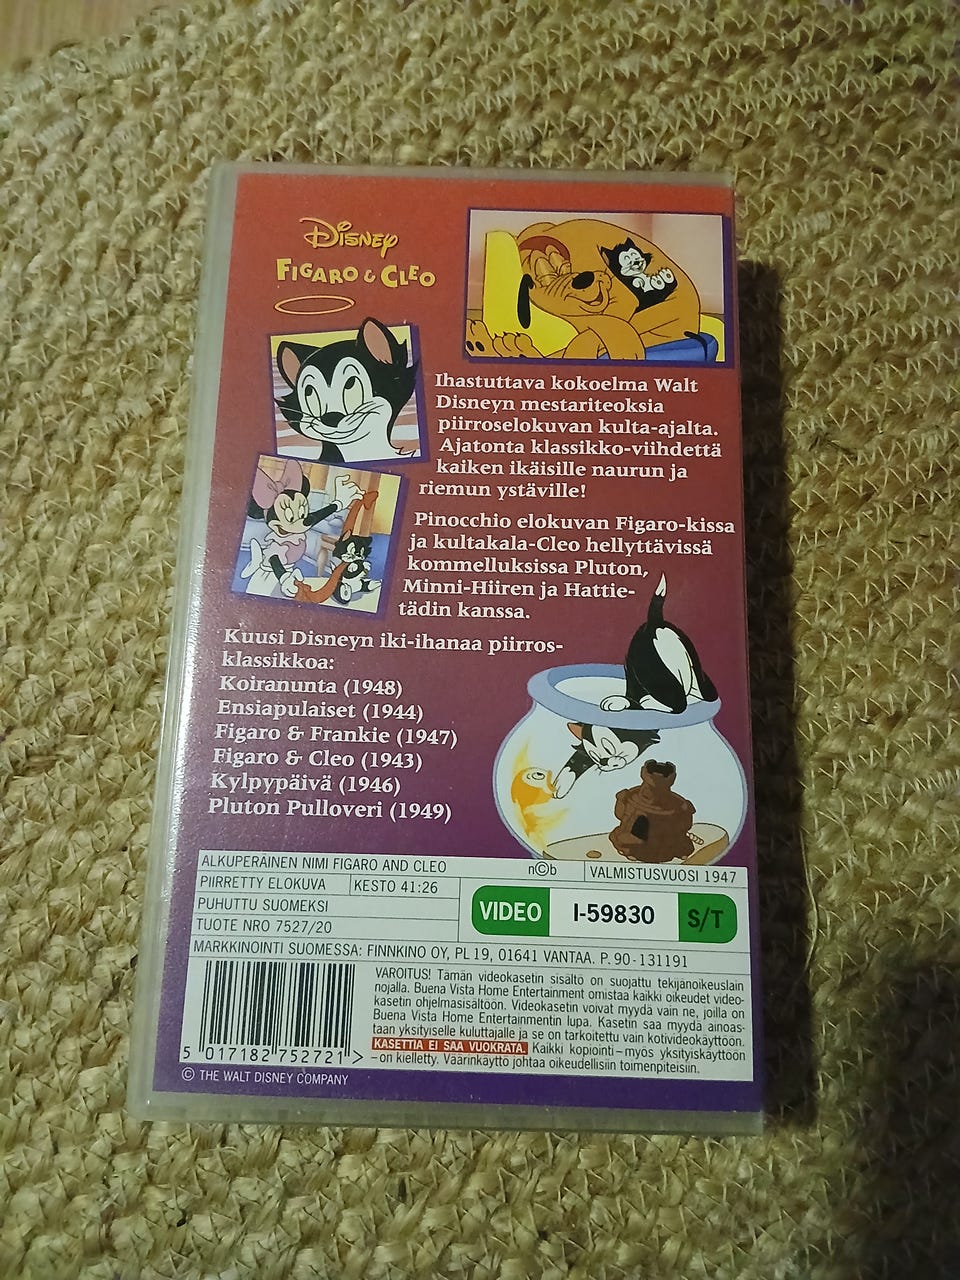 Disney
FIGARO & CLEO
Ihastuttava kokoelma Walt
Disneyn mestariteoksia
piirroselokuvan kulta-ajalta.
Ajatonta klassikko-viihdettä
kaiken ikäisille naurun ja
riemun ystäville!
Pinocchio elokuvan Figaro-kissa
ja kultakala-Cleo hellyttävissä
kommelluksissa Pluton,
Minni-Hiiren ja Hattie-
tädin kanssa.
Kuusi Disneyn iki-ihanaa piirros-
klassikkoa:
Koiranunta (1948)
Ensiapulaiset (1944)
Figaro & Frankie (1947)
Figaro & Cleo (1943)
Kylpypäivä (1946)
Pluton Pulloveri (1949)
ALKUPERÄINEN NIMI FIGARO AND CLEO n©b VALMISTUSVUOSI 1947
PIIRRETTY ELOKUVA KESTO 41:26
PUHUTTU SUOMEKSI
VIDEO I-59830 S/T
TUOTE NRO 7527/20
MARKKINOINTI SUOMESSA: FINNKINO OY, PL 19, 01641 VANTAA. P. 90-131191
VAROITUS! Tämän videokasetin sisältö on suojattu tekijänoikeuslain
nojalla. Buena Vista Home Entertainment omistaa kaikki oikeudet video-
kasetin ohjelmasisältöön. Videokasetin voivat myydä vain ne, joilla on
Buena Vista Home Entertainmentin lupa. Kasetin saa myydä ainoas-
taan yksityiselle kuluttajalle ja se on tarkoitettu vain kotivideokäyttöön.
KASETTIA EI SAA VUOKRATA. Kaikki kopiointi – myös yksityiskäyttöön
– on kielletty. Väärinkäyttö johtaa oikeudellisiin toimenpiteisiin.
5 017182 752721 >
© THE WALT DISNEY COMPANY